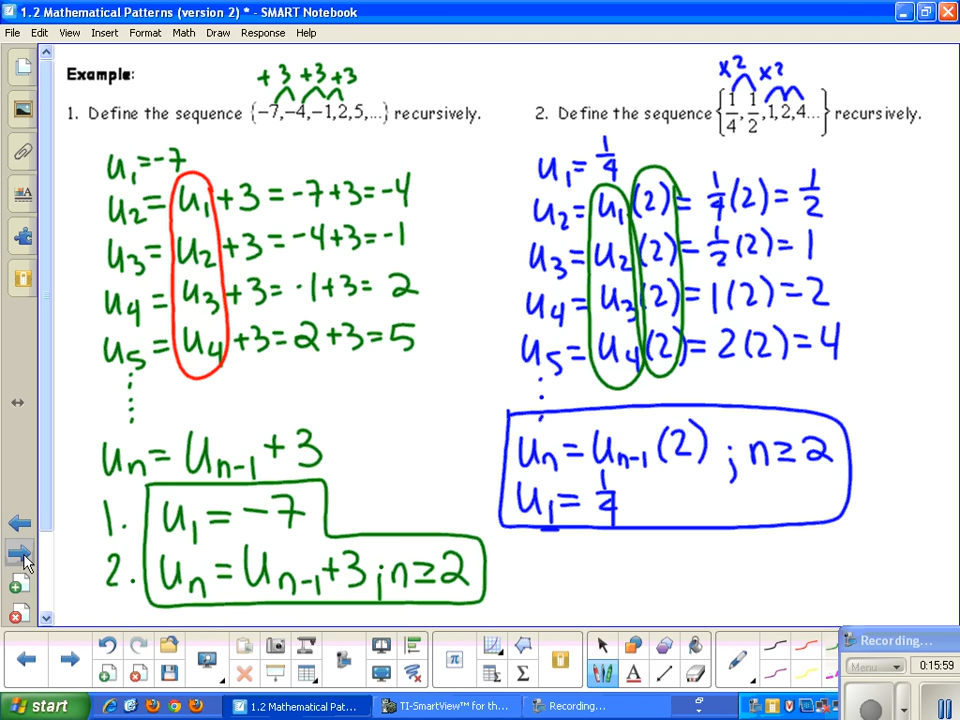 1.2 Mathematical Patterns (version 2) * - SMART Notebook
File Edit View Insert Format Math Draw Response Help
Example:
+3 +3 +3
1. Define the sequence {-7,-4,-1,2,5,...} recursively.
u₁=-7
u₂= u₁+3=-7+3=-4
u₃= u₂+3=-4+3=-1
u₄= u₃+3=-1+3= 2
u₅= u₄+3=2+3=5
⋮
uₙ= uₙ₋₁+3
1. u₁=-7
2. uₙ=uₙ₋₁+3;n≥2
x2 x2
2. Define the sequence {1/4,1/2,1,2,4...} recursively.
u₁=1/4
u₂= u₁(2)= 1/4(2)=1/2
u₃= u₂(2)= 1/2(2)=1
u₄= u₃(2)=1(2)=2
u₅= u₄(2)= 2(2)=4
⋮
uₙ=uₙ₋₁(2) ;n≥2
u₁=1/4
Recording...
Menu
0:15:59
start
1.2 Mathematical Pat...
TI-SmartView™ for th...
Recording...